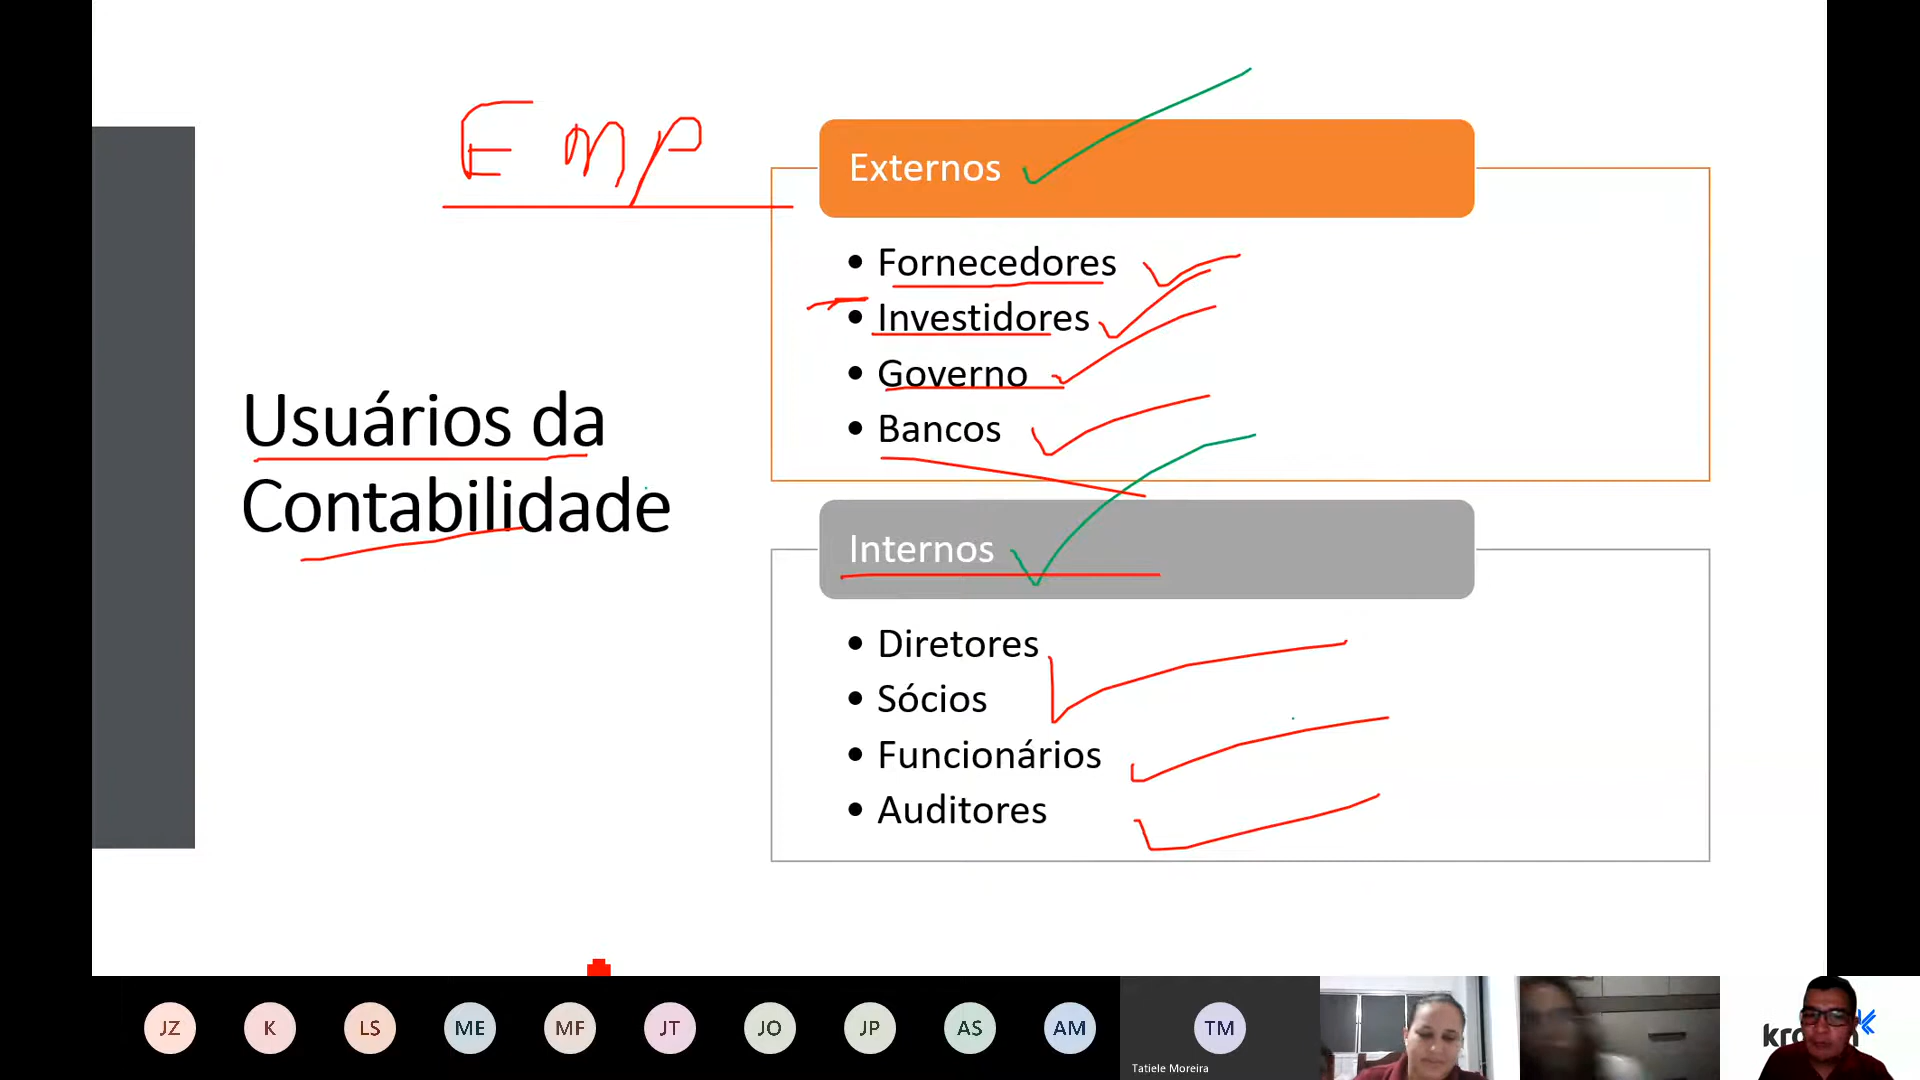 Emp
Externos
• Fornecedores
• Investidores
• Governo
• Bancos
Usuários da
Contabilidade
Internos
• Diretores
• Sócios
• Funcionários
• Auditores
JZ
K
LS
ME
MF
JT
JO
JP
AS
AM
TM
Tatiele Moreira